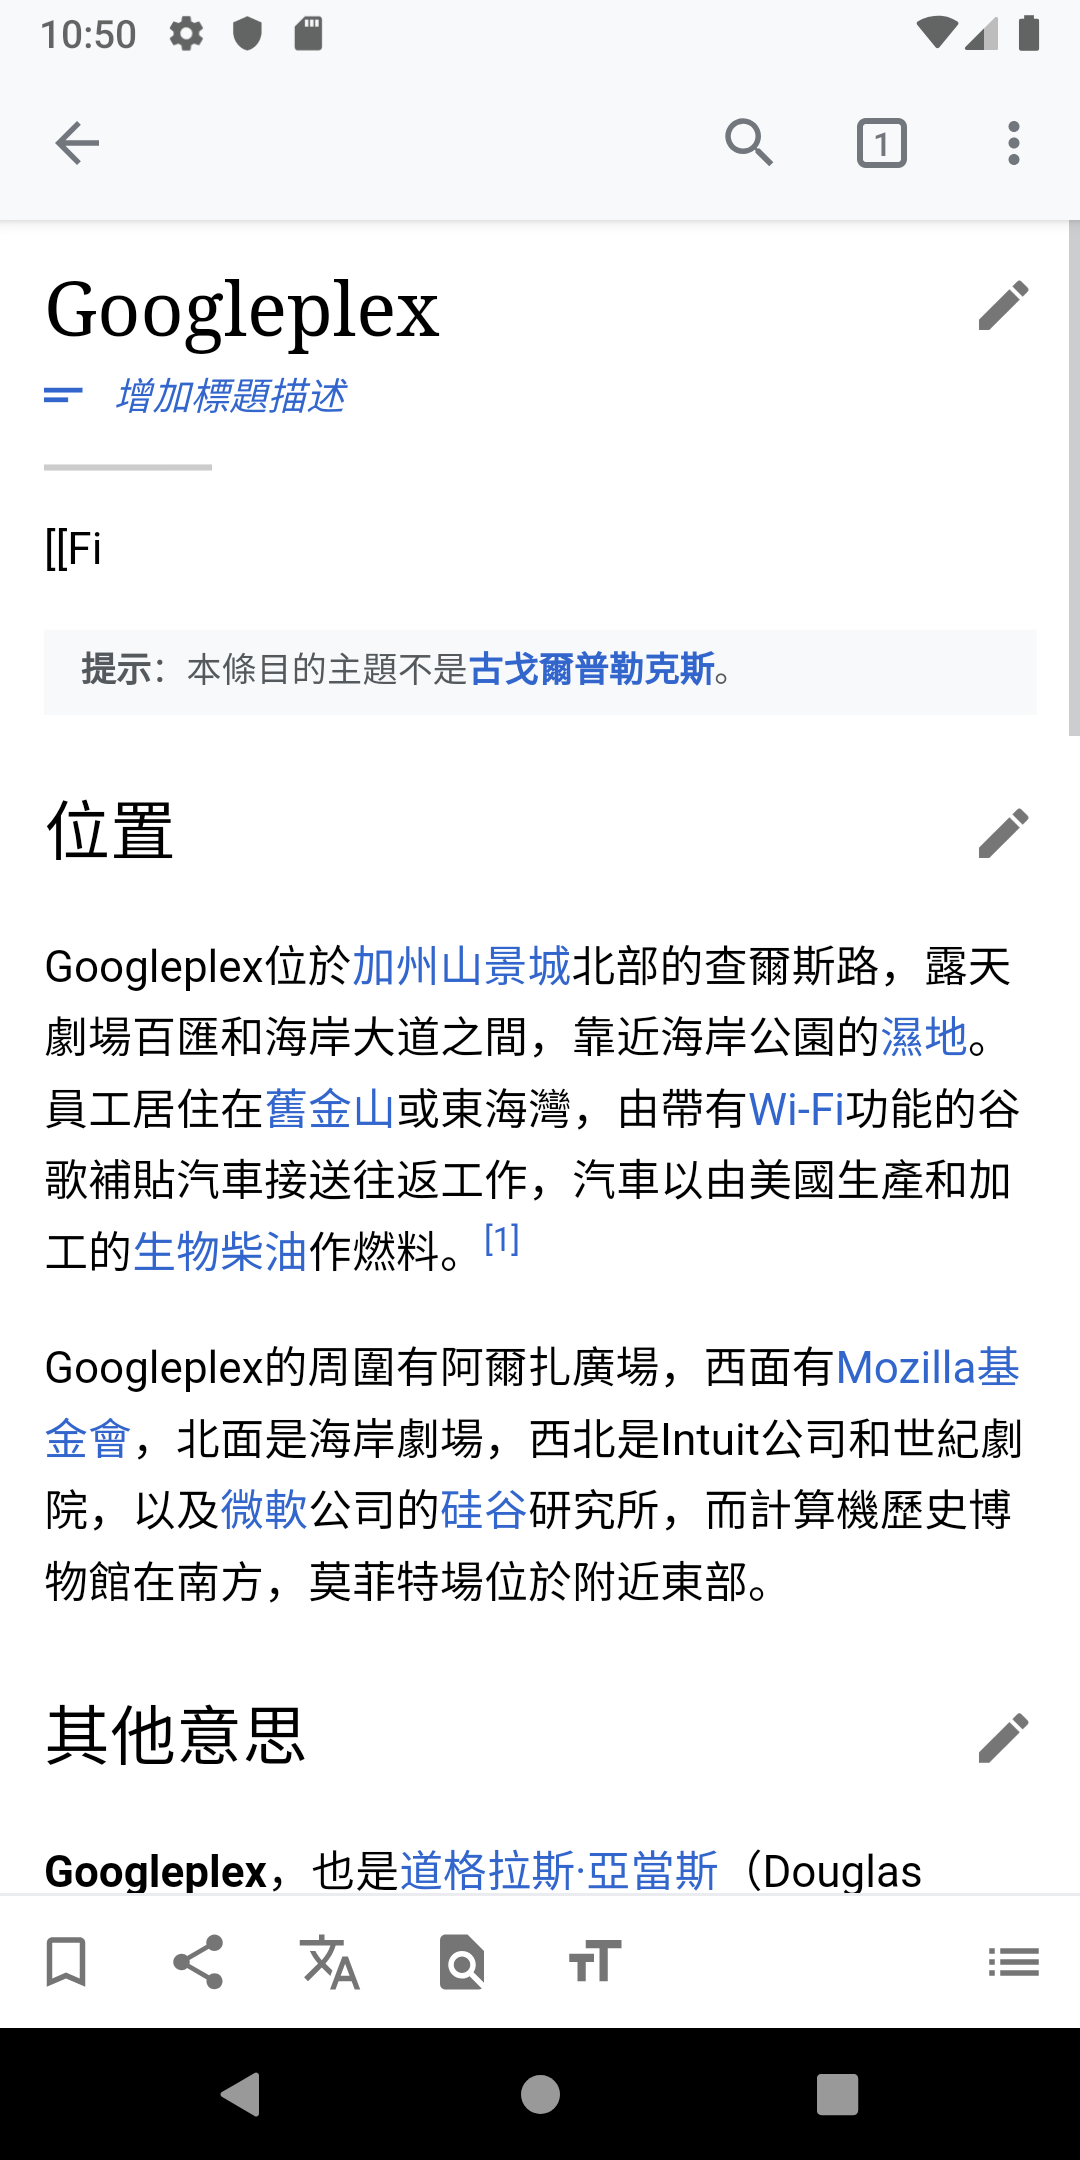 10:50
1
Googleplex
增加標題描述
[[Fi
提示：本條目的主題不是古戈爾普勒克斯。
位置
Googleplex位於加州山景城北部的查爾斯路，露天
劇場百匯和海岸大道之間，靠近海岸公園的濕地。
員工居住在舊金山或東海灣，由帶有Wi-Fi功能的谷
歌補貼汽車接送往返工作，汽車以由美國生產和加
工的生物柴油作燃料。[1]
Googleplex的周圍有阿爾扎廣場，西面有Mozilla基
金會，北面是海岸劇場，西北是Intuit公司和世紀劇
院，以及微軟公司的硅谷研究所，而計算機歷史博
物館在南方，莫菲特場位於附近東部。
其他意思
Googleplex，也是道格拉斯·亞當斯（Douglas